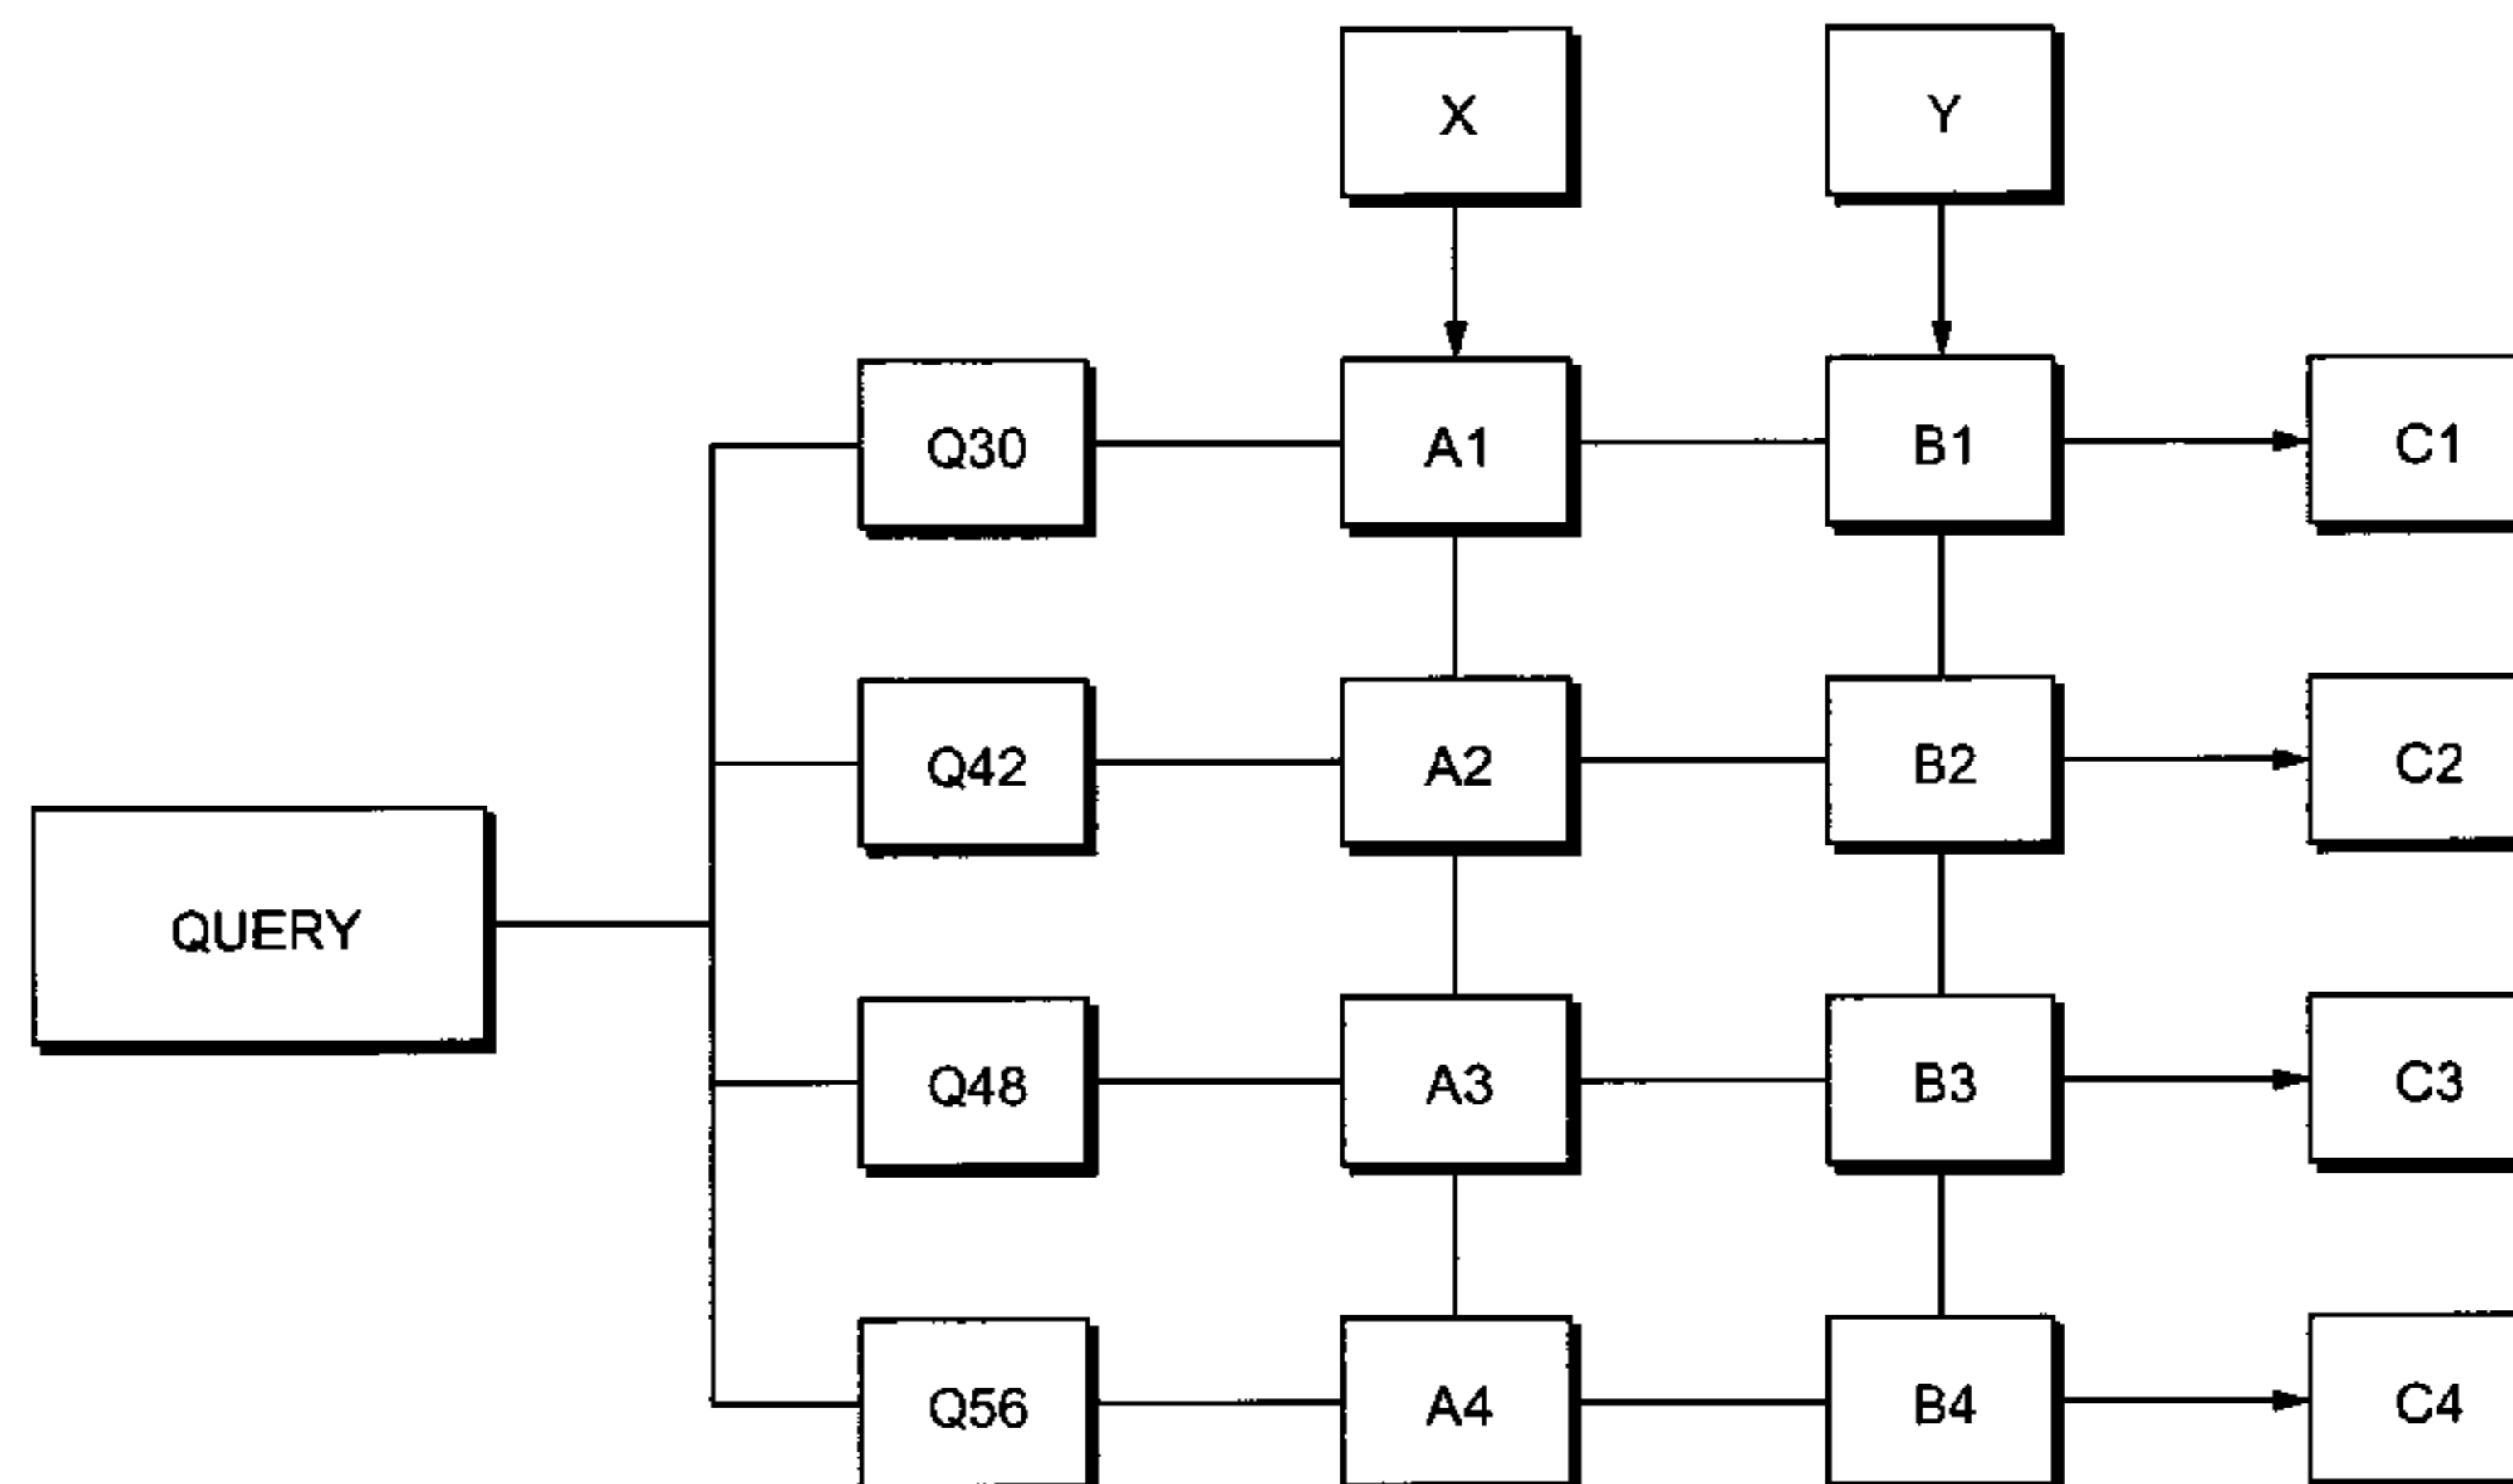 X Y
Q30 A1 B1 C1
Q42 A2 B2 C2
QUERY
Q48 A3 B3 C3
Q56 A4 B4 C4